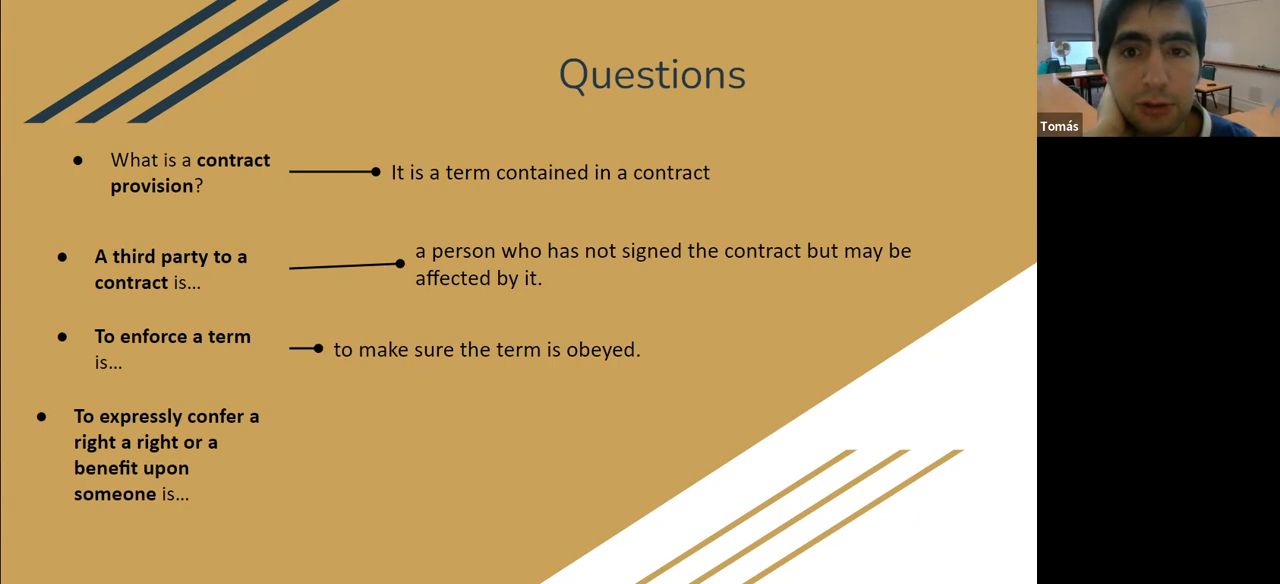 Questions
What is a contract
provision?
It is a term contained in a contract
A third party to a
contract is...
a person who has not signed the contract but may be
affected by it.
To enforce a term
is...
to make sure the term is obeyed.
To expressly confer a
right a right or a
benefit upon
someone is...
Tomás